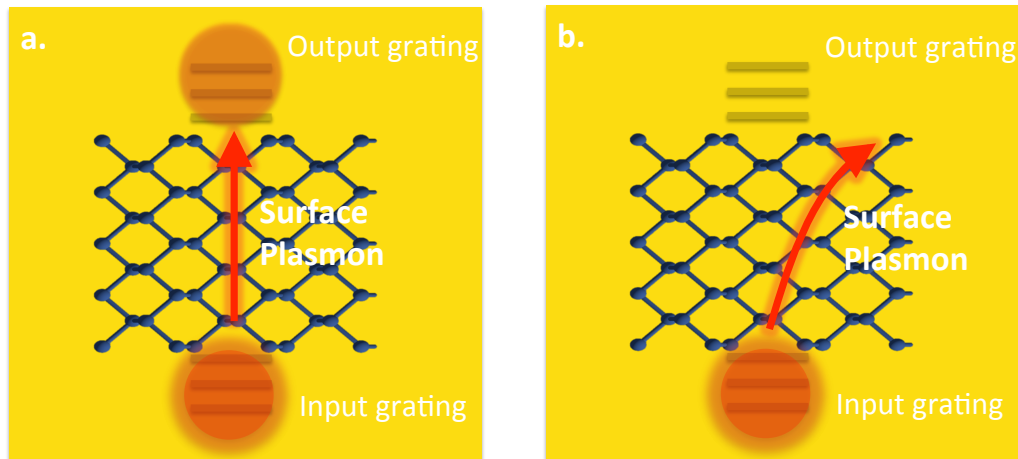 a.
Output grating
Surface
Plasmon
Input grating
b.
Output grating
Surface
Plasmon
Input grating